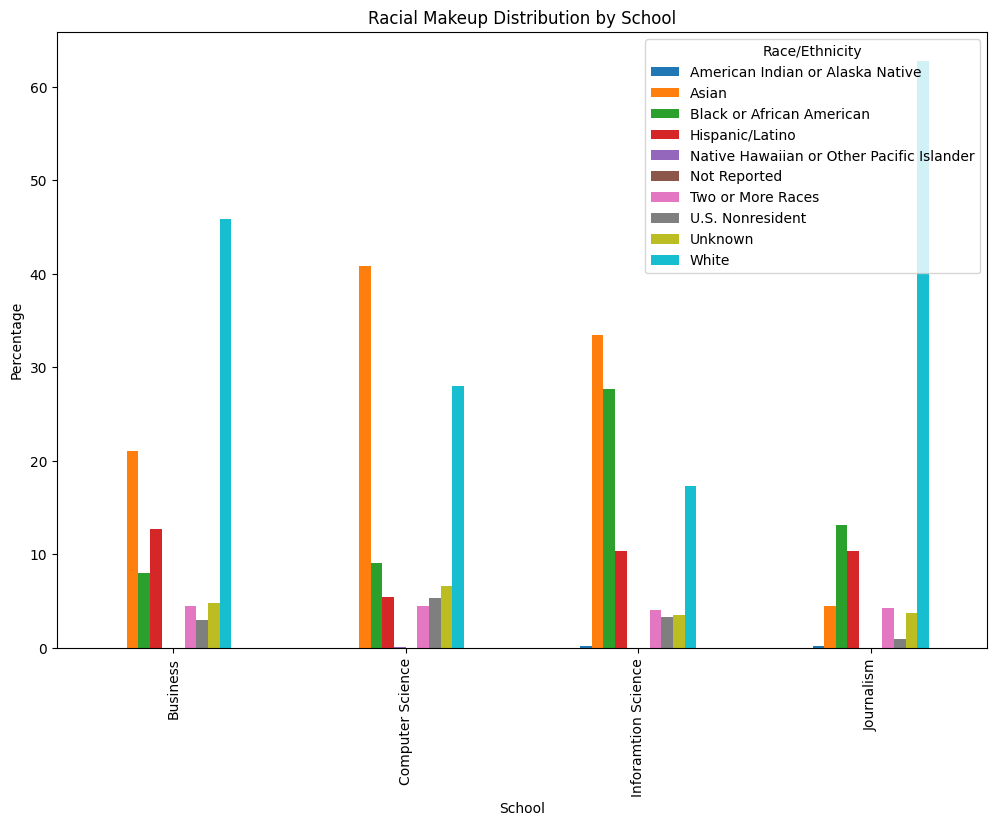 Racial Makeup Distribution by School
Race/Ethnicity
American Indian or Alaska Native
Asian
Black or African American
Hispanic/Latino
Native Hawaiian or Other Pacific Islander
Not Reported
Two or More Races
U.S. Nonresident
Unknown
White
Percentage
60
50
40
30
20
10
0
Business
Computer Science
Inforamtion Science
Journalism
School